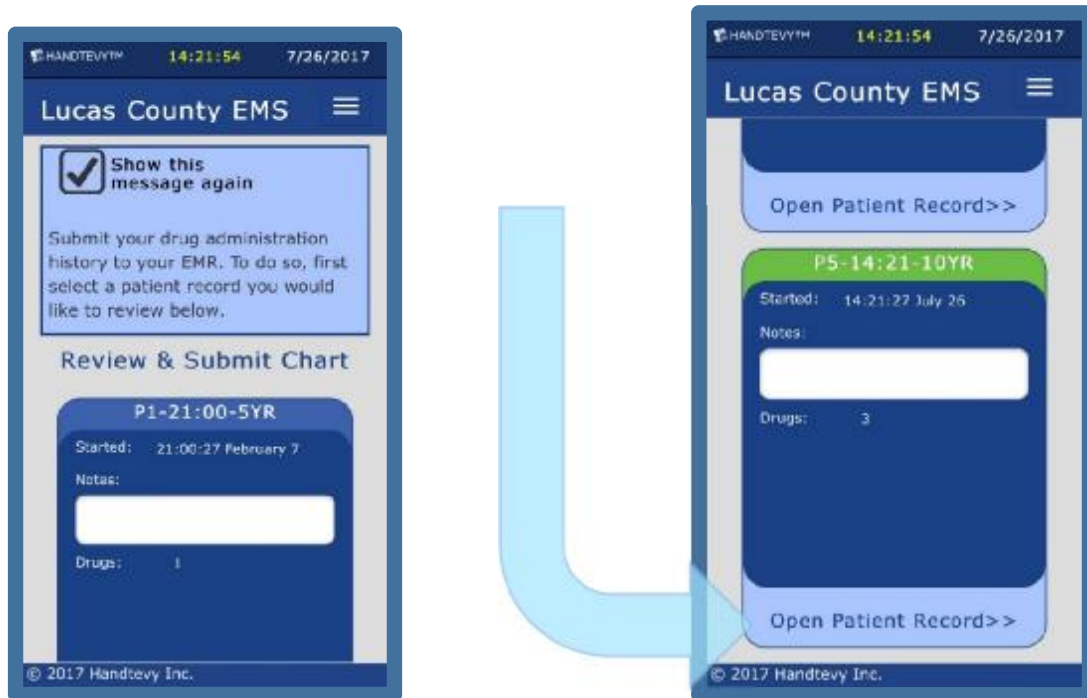 HANDTEVY™ 14:21:54 7/26/2017
Lucas County EMS
Show this
message again
Submit your drug administration
history to your EMR. To do so, first
select a patient record you would
like to review below.
Review & Submit Chart
P1-21:00-5YR
Started: 21:00:27 February 7
Notes:
Drugs: 1
© 2017 Handtevy Inc.
HANDTEVY™ 14:21:54 7/26/2017
Lucas County EMS
Open Patient Record>>
P5-14:21-10YR
Started: 14:21:27 July 26
Notes:
Drugs: 3
Open Patient Record>>
© 2017 Handtevy Inc.